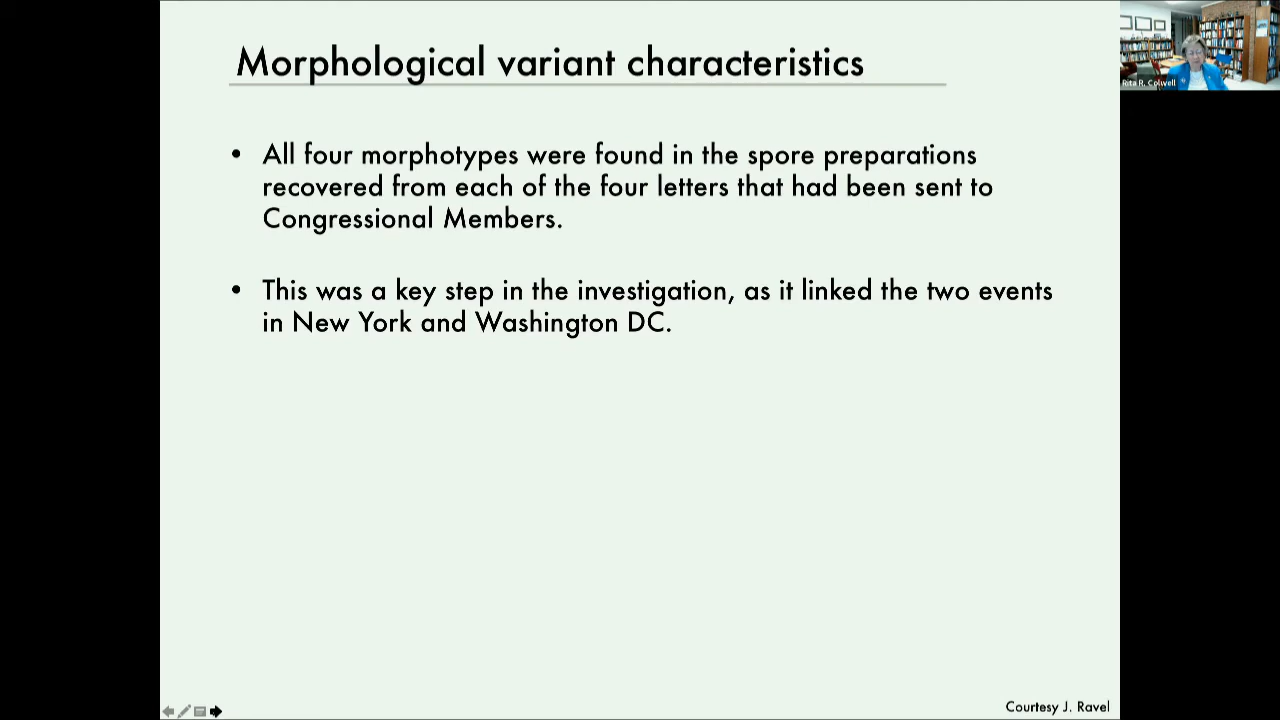 Morphological variant characteristics
Rita R. Colwell
• All four morphotypes were found in the spore preparations
recovered from each of the four letters that had been sent to
Congressional Members.
• This was a key step in the investigation, as it linked the two events
in New York and Washington DC.
Courtesy J. Ravel